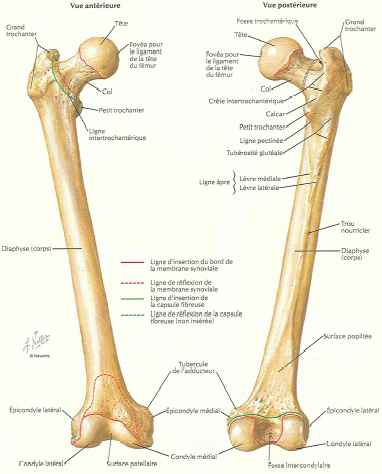 Vue antérieure
Grand
trochanter
Tête
Fovéa pour
le ligament
de la tête
du fémur
Col
Petit trochanter
Ligne
intertrochantérique
Diaphyse (corps)
Épicondyle latéral
Condyle latéral
Surface patellaire
Vue postérieure
Fosse trochantérique
Grand
trochanter
Tête
Fovéa pour
le ligament
de la tête
du fémur
Col
Crête intertrochantérique
Calcar
Petit trochanter
Ligne pectinée
Tubérosité glutéale
Ligne âpre
Lèvre médiale
Lèvre latérale
Trou
nourricier
Diaphyse
(corps)
Ligne d'insertion du bord de
la membrane synoviale
Ligne de réflexion de
la membrane synoviale
Ligne d'insertion de
la capsule fibreuse
Ligne de réflexion de la capsule
fibreuse (non insérée)
Surface poplitée
Tubercule
de l'adducteur
Épicondyle médial
Épicondyle latéral
Condyle médial
Condyle latéral
Fosse intercondylaire